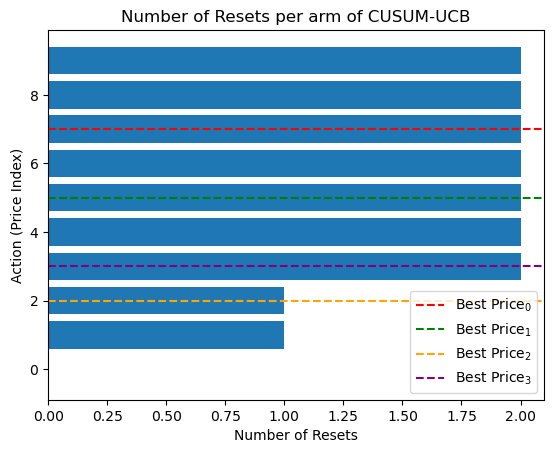 Number of Resets per arm of CUSUM-UCB
Action (Price Index)
8
6
4
2
0
0.00 0.25 0.50 0.75 1.00 1.25 1.50 1.75 2.00
Number of Resets
Best Price₀
Best Price₁
Best Price₂
Best Price₃